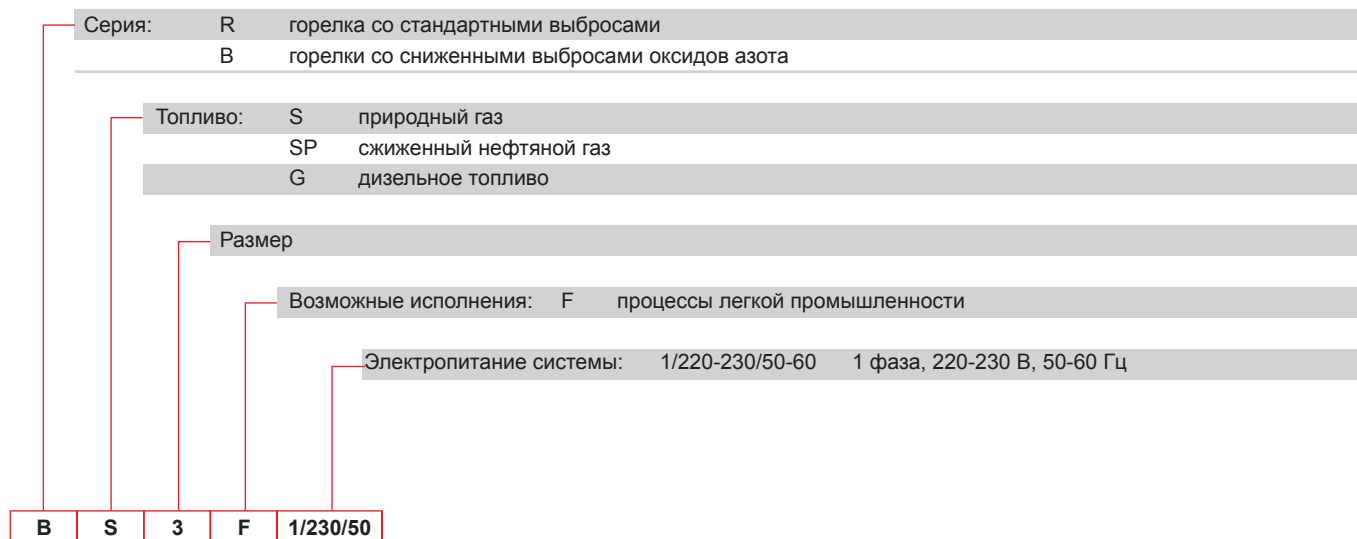 Серия: R горелка со стандартными выбросами
B горелки со сниженными выбросами оксидов азота
Топливо: S природный газ
SP сжиженный нефтяной газ
G дизельное топливо
Размер
Возможные исполнения: F процессы легкой промышленности
Электропитание системы: 1/220-230/50-60 1 фаза, 220-230 В, 50-60 Гц
B S 3 F 1/230/50